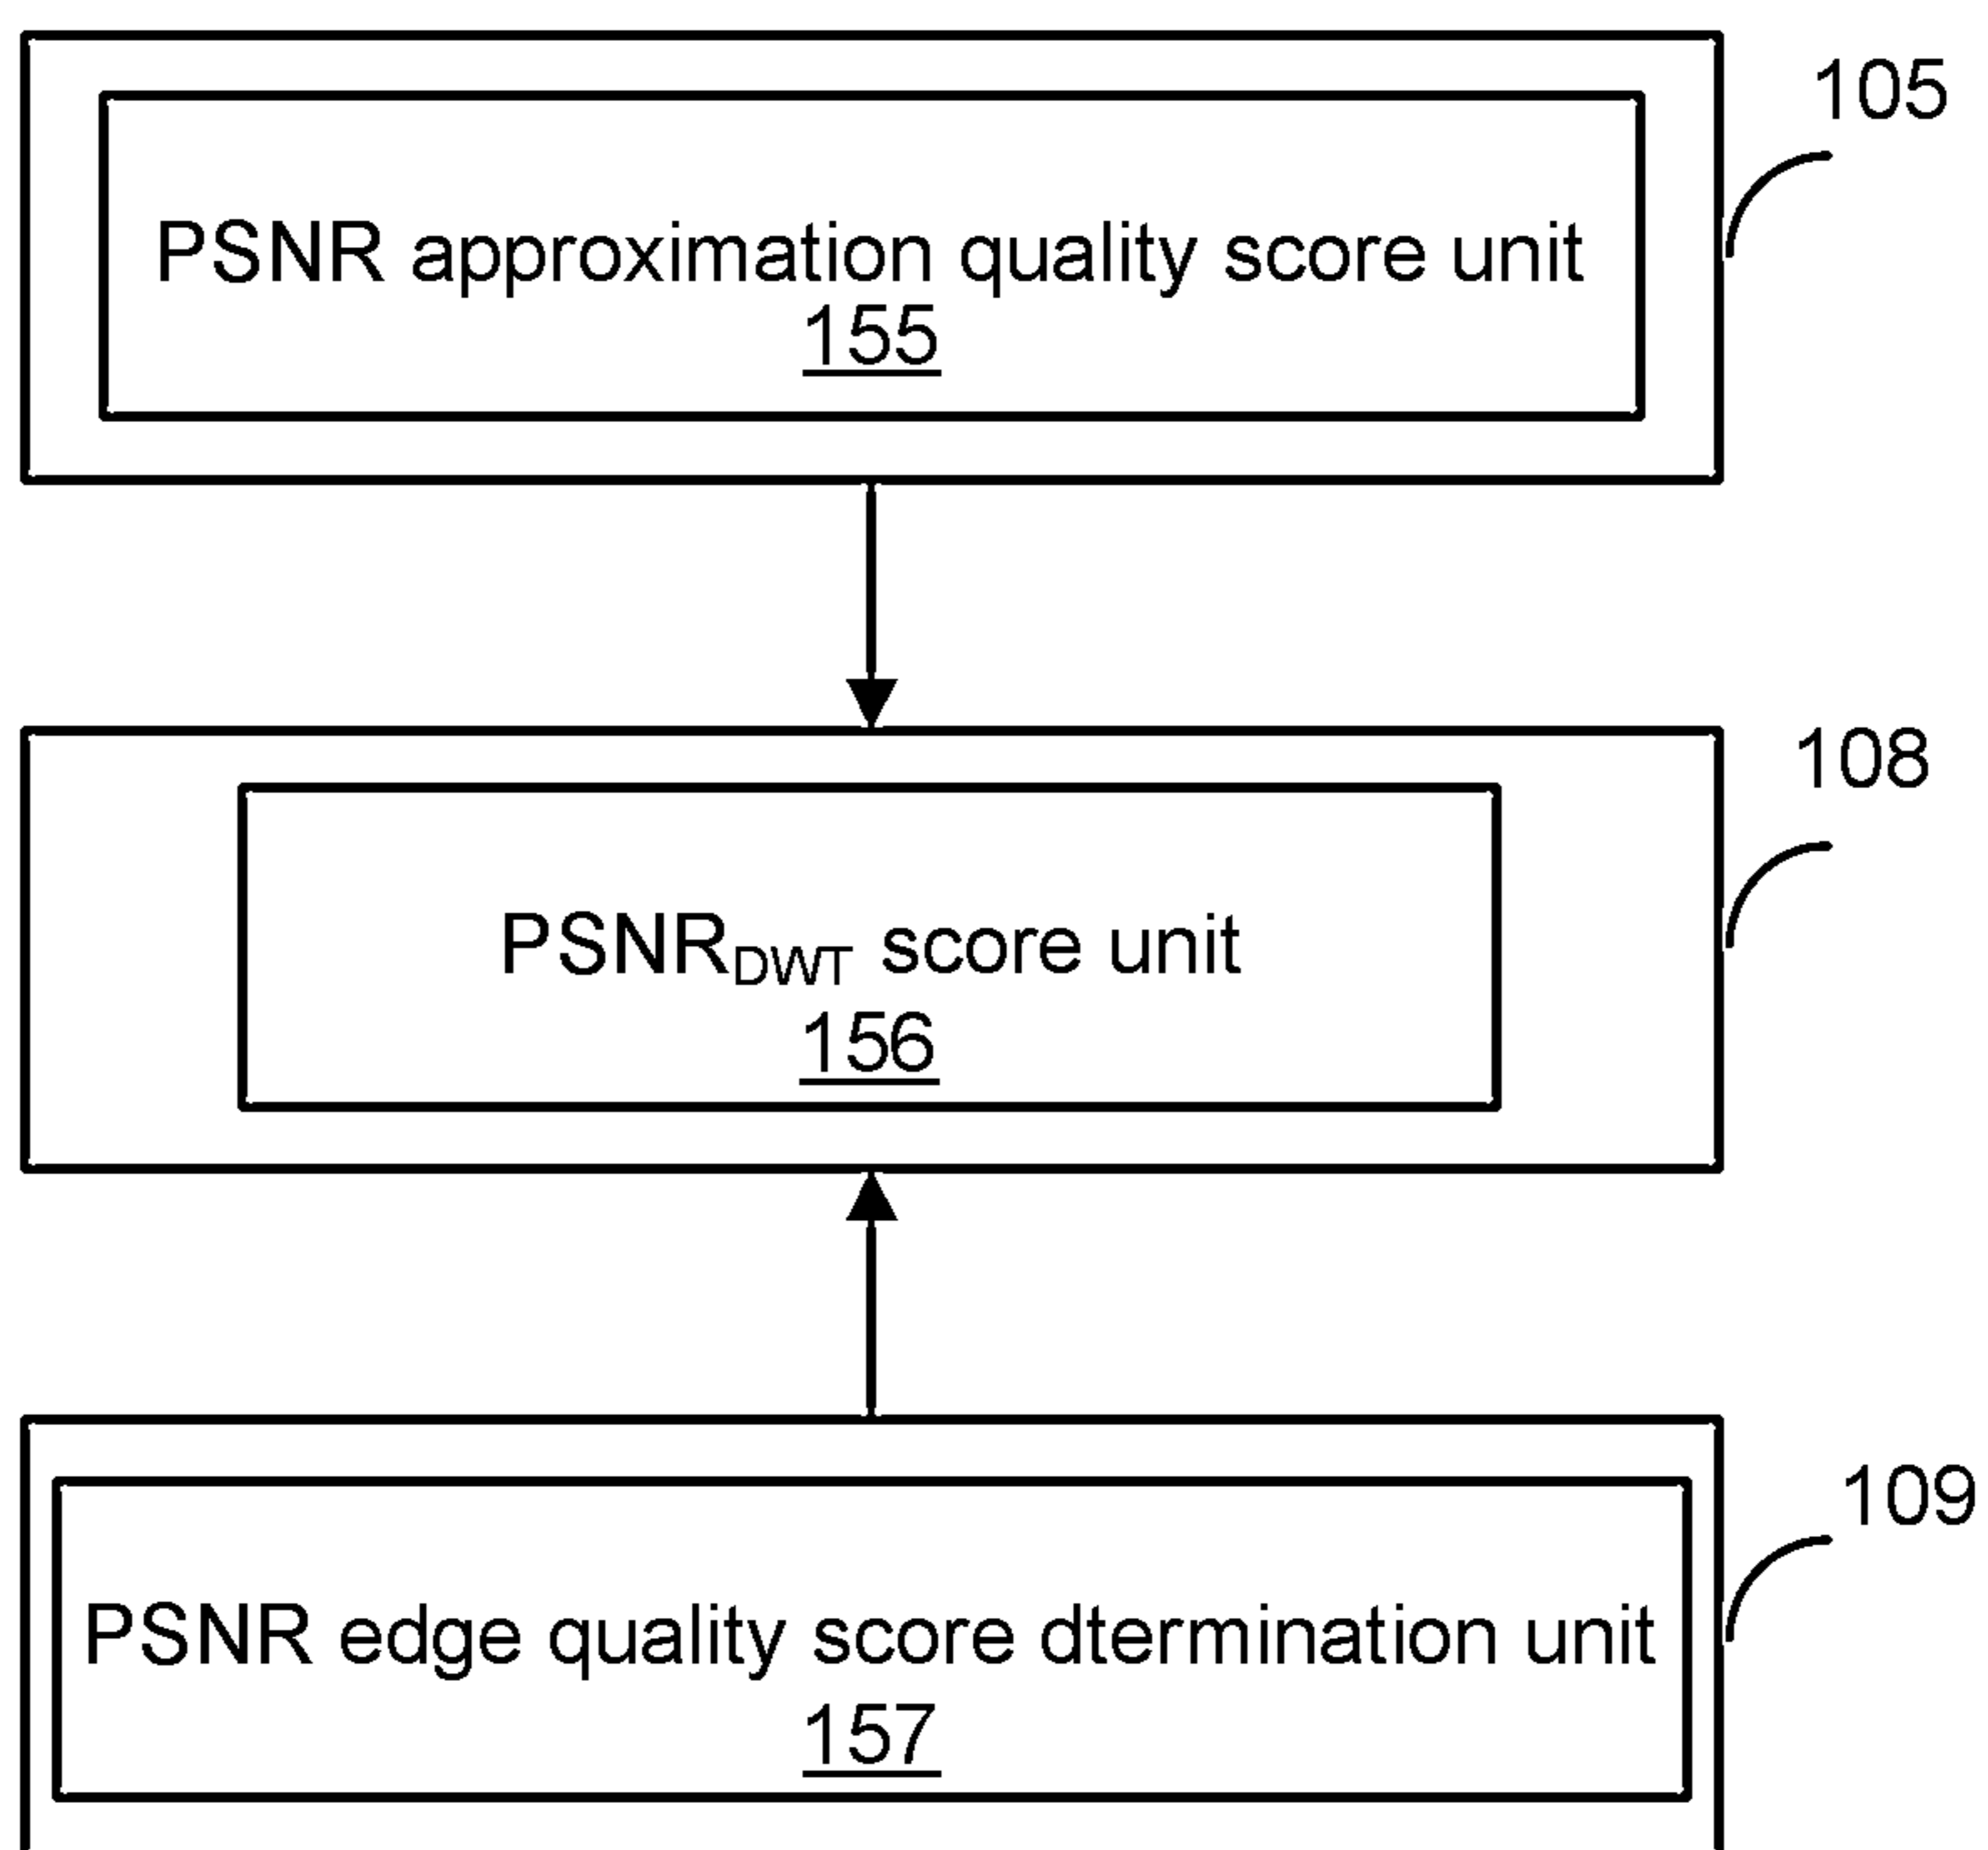 105
PSNR approximation quality score unit
155
108
PSNRDWT score unit
156
109
PSNR edge quality score dtermination unit
157